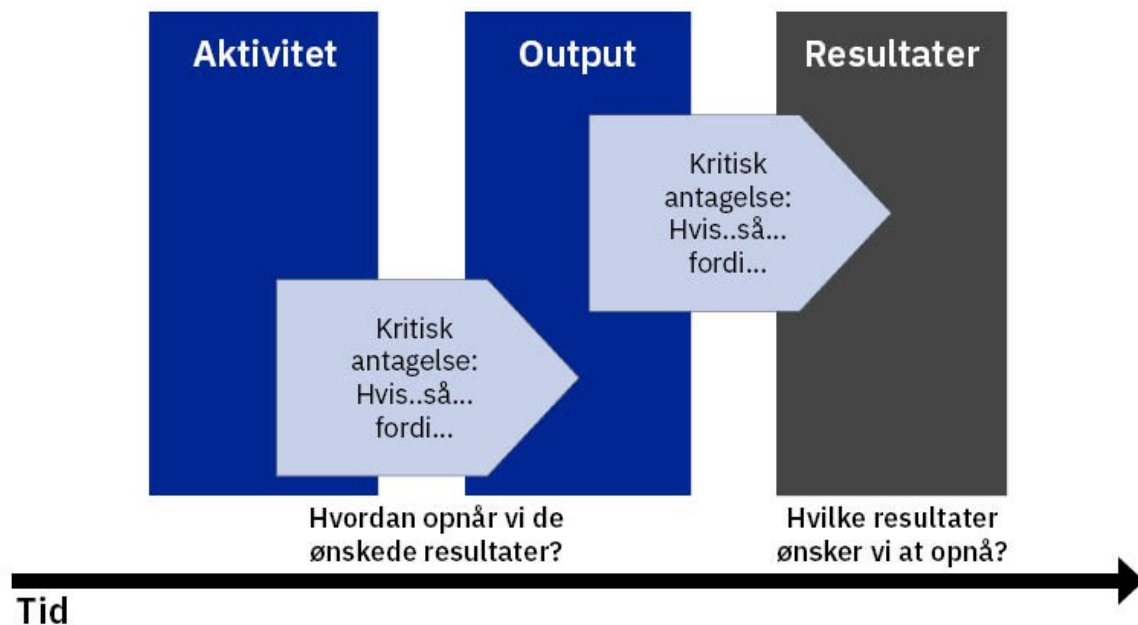 Aktivitet
Output
Resultater
Kritisk
antagelse:
Hvis..så...
fordi...
Kritisk
antagelse:
Hvis..så...
fordi...
Hvordan opnår vi de
ønskede resultater?
Hvilke resultater
ønsker vi at opnå?
Tid